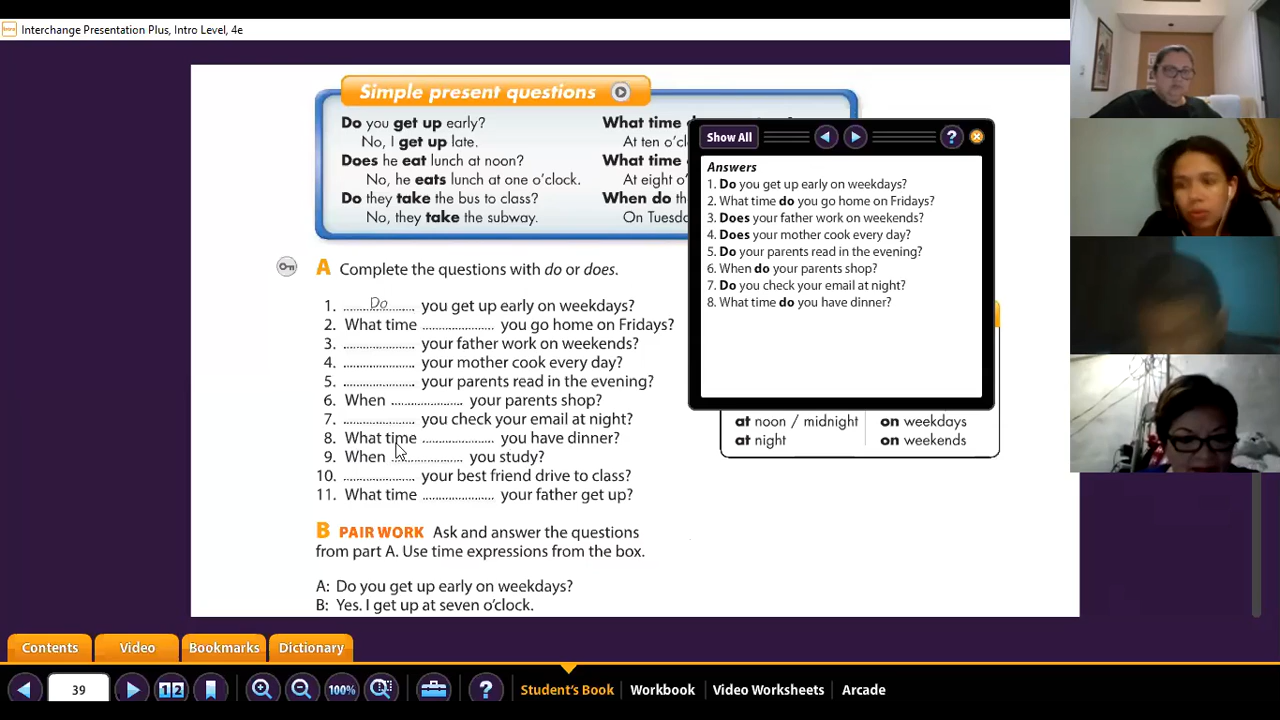 Interchange Presentation Plus, Intro Level, 4e
Simple present questions
Do you get up early?
No, I get up late.
Does he eat lunch at noon?
No, he eats lunch at one o'clock.
Do they take the bus to class?
No, they take the subway.
What time
At ten o'cl
What time
At eight o'
When do the
On Tuesd
Show All
?
Answers
1. Do you get up early on weekdays?
2. What time do you go home on Fridays?
3. Does your father work on weekends?
4. Does your mother cook every day?
5. Do your parents read in the evening?
6. When do your parents shop?
7. Do you check your email at night?
8. What time do you have dinner?
A Complete the questions with do or does.
1. ....Do.... you get up early on weekdays?
2. What time .................... you go home on Fridays?
3. .................... your father work on weekends?
4. .................... your mother cook every day?
5. .................... your parents read in the evening?
6. When .................... your parents shop?
7. .................... you check your email at night?
8. What time .................... you have dinner?
9. When .................... you study?
10. .................... your best friend drive to class?
11. What time .................... your father get up?
at noon / midnight on weekdays
at night on weekends
B PAIR WORK Ask and answer the questions
from part A. Use time expressions from the box.
A: Do you get up early on weekdays?
B: Yes. I get up at seven o'clock.
Contents Video Bookmarks Dictionary
39 12 100% ? Student's Book Workbook Video Worksheets Arcade